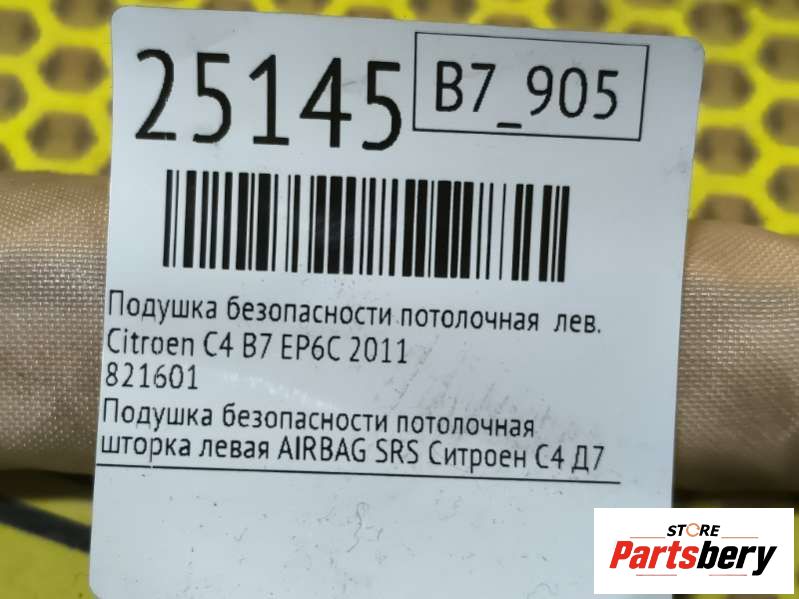 25145
B7_905
Подушка безопасности потолочная лев.
Citroen C4 B7 EP6C 2011
821601
Подушка безопасности потолочная
шторка левая AIRBAG SRS Ситроен С4 Д7
STORE
Partsbery